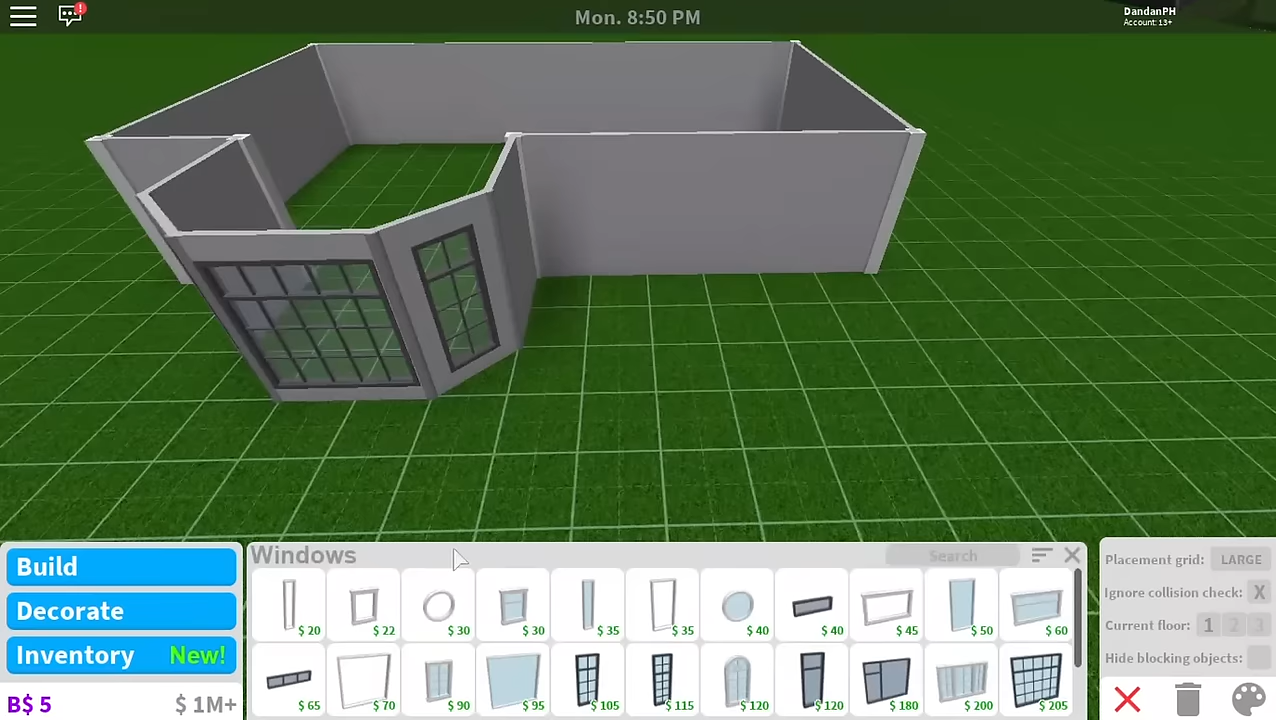 Mon. 8:50 PM
DandanPH
Account: 13+
Build
Decorate
Inventory New!
B$ 5 $ 1M+
Windows
Search
$ 20 $ 22 $ 30 $ 30 $ 35 $ 35 $ 40 $ 40 $ 45 $ 50 $ 60
$ 65 $ 70 $ 90 $ 95 $ 105 $ 115 $ 120 $ 120 $ 180 $ 200 $ 205
Placement grid: LARGE
Ignore collision check: X
Current floor: 1 2 3
Hide blocking objects: